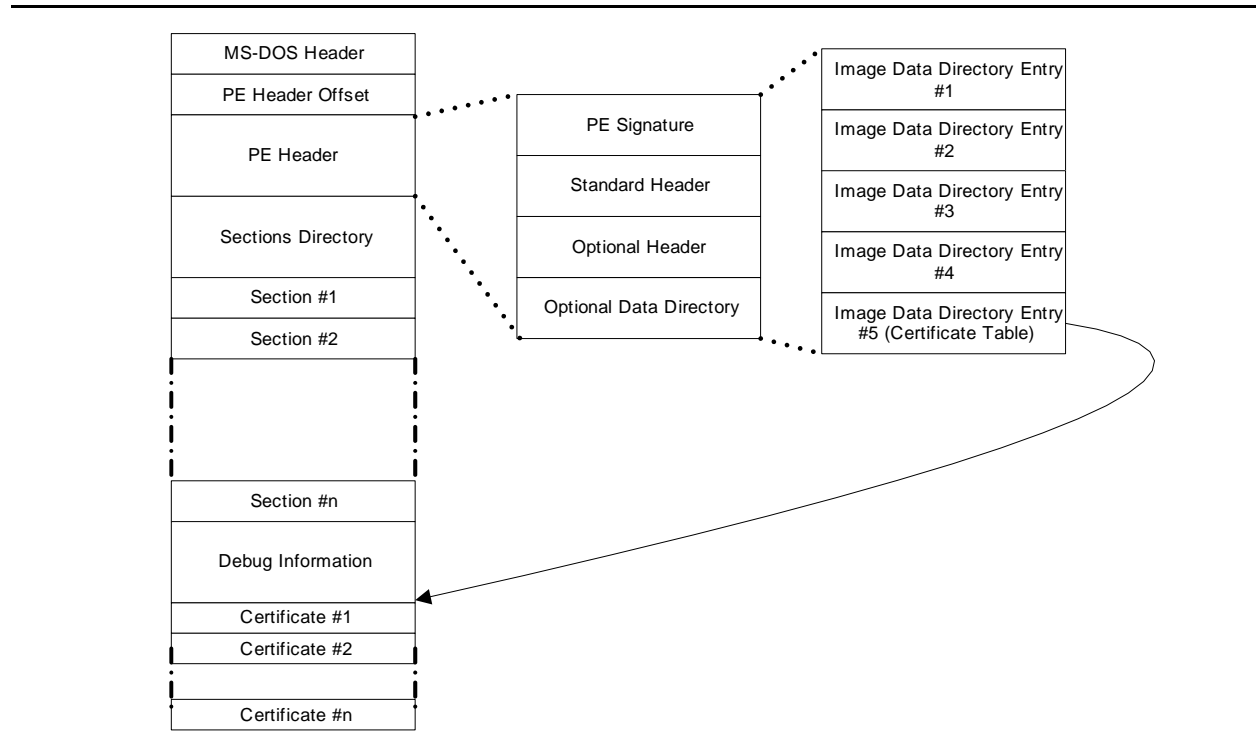 MS-DOS Header
PE Header Offset
PE Header
Sections Directory
Section #1
Section #2
Section #n
Debug Information
Certificate #1
Certificate #2
Certificate #n
PE Signature
Standard Header
Optional Header
Optional Data Directory
Image Data Directory Entry
#1
Image Data Directory Entry
#2
Image Data Directory Entry
#3
Image Data Directory Entry
#4
Image Data Directory Entry
#5 (Certificate Table)